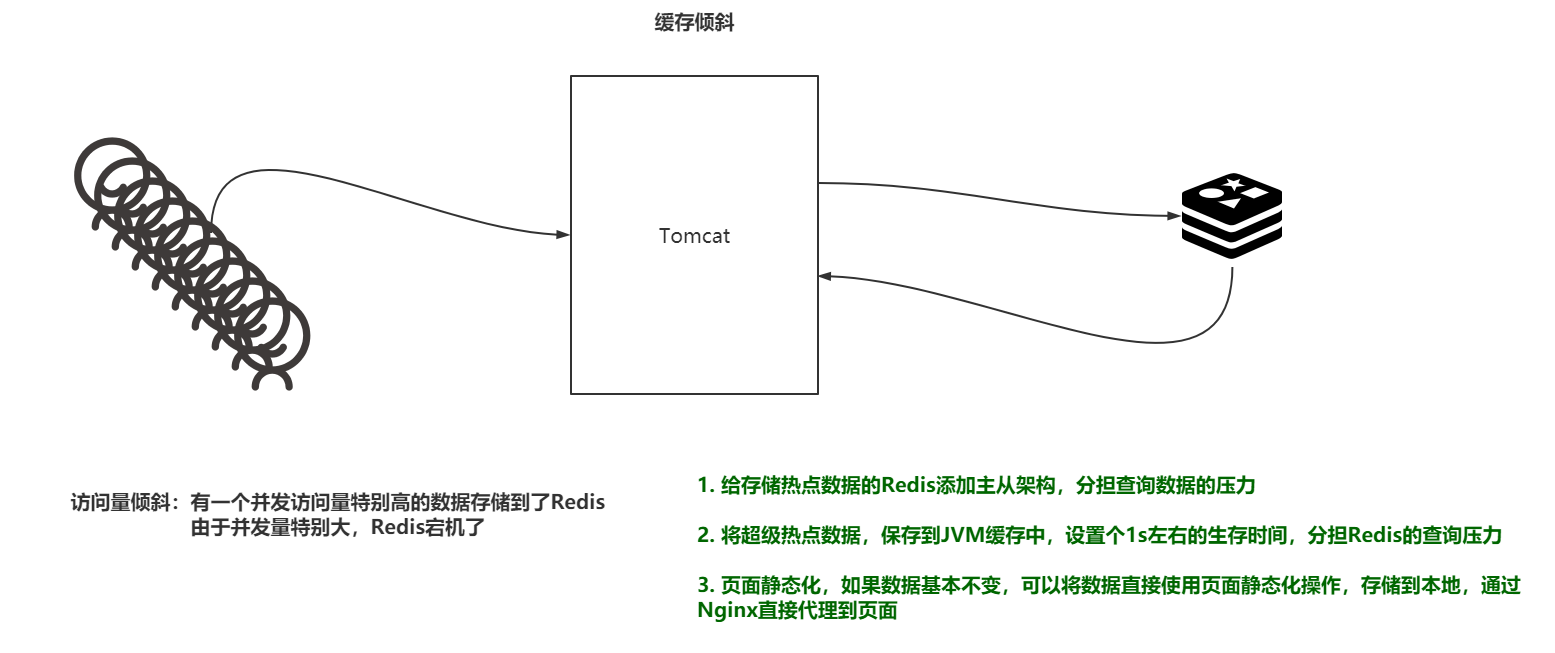 缓存倾斜
Tomcat
访问量倾斜：有一个并发访问量特别高的数据存储到了Redis
由于并发量特别大，Redis宕机了
1. 给存储热点数据的Redis添加主从架构，分担查询数据的压力
2. 将超级热点数据，保存到JVM缓存中，设置个1s左右的生存时间，分担Redis的查询压力
3. 页面静态化，如果数据基本不变，可以将数据直接使用页面静态化操作，存储到本地，通过
Nginx直接代理到页面